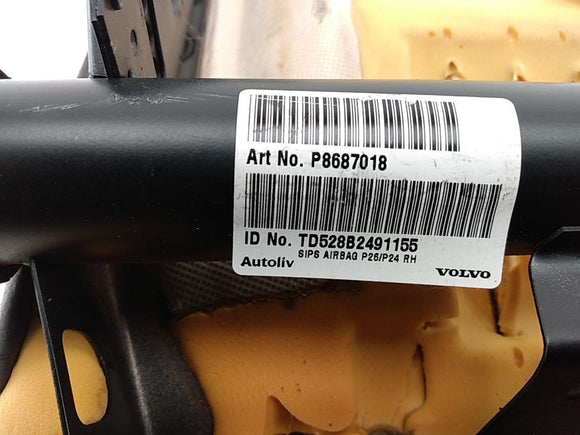 Art No. P8687018
ID No. TD528B2491155
SIPS AIRBAG P26/P24 RH
Autoliv VOLVO